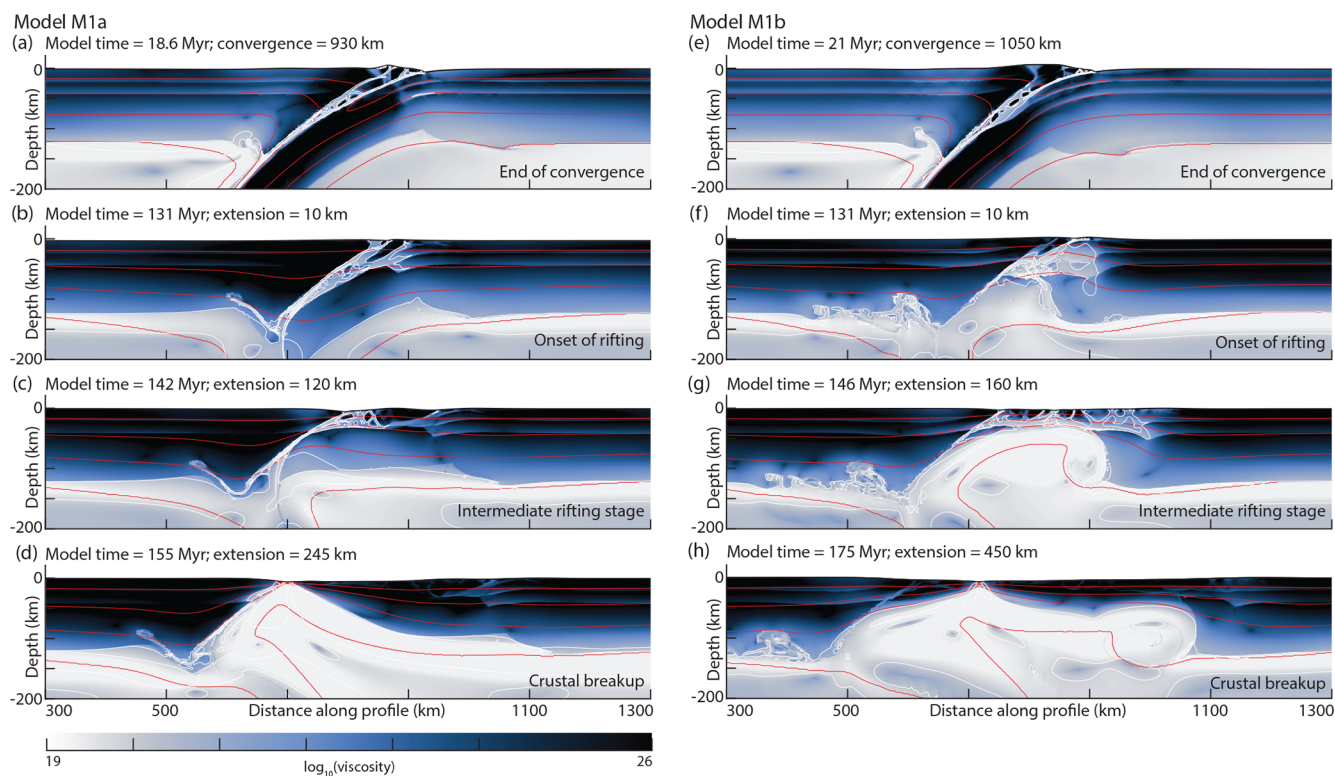 Model M1a
(a) Model time = 18.6 Myr; convergence = 930 km
0
Depth (km)
-200
End of convergence
(b) Model time = 131 Myr; extension = 10 km
0
Depth (km)
-200
Onset of rifting
(c) Model time = 142 Myr; extension = 120 km
0
Depth (km)
-200
Intermediate rifting stage
(d) Model time = 155 Myr; extension = 245 km
0
Depth (km)
-200
Crustal breakup
300 500 Distance along profile (km) 1100 1300
19 26
log10(viscosity)
Model M1b
(e) Model time = 21 Myr; convergence = 1050 km
0
Depth (km)
-200
End of convergence
(f) Model time = 131 Myr; extension = 10 km
0
Depth (km)
-200
Onset of rifting
(g) Model time = 146 Myr; extension = 160 km
0
Depth (km)
-200
Intermediate rifting stage
(h) Model time = 175 Myr; extension = 450 km
0
Depth (km)
-200
Crustal breakup
300 500 Distance along profile (km) 1100 1300